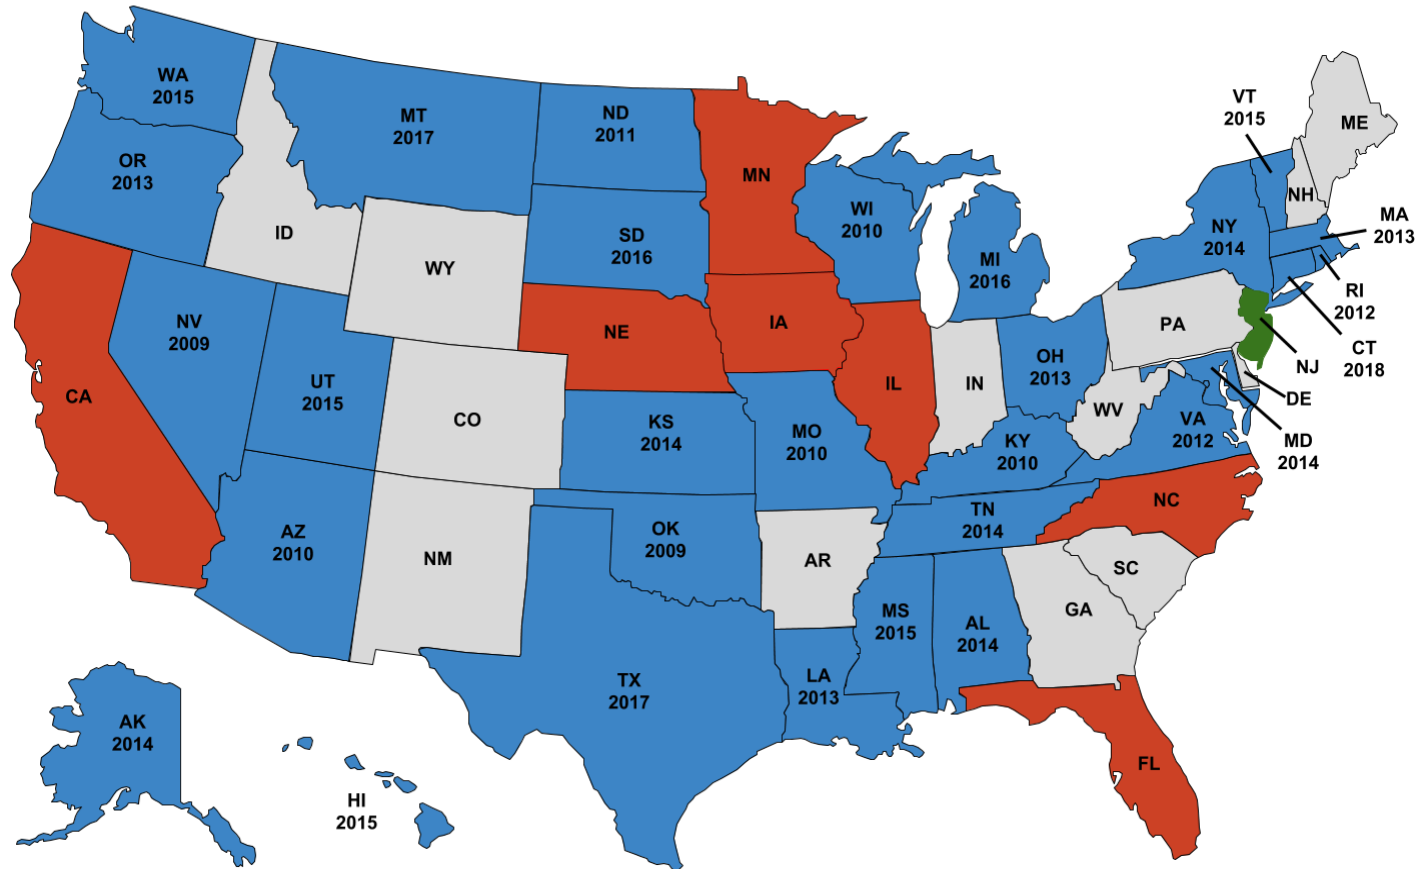 WA
2015
MT
2017
ND
2011
MN
VT
2015
ME
OR
2013
ID
WY
SD
2016
WI
2010
MI
2016
NY
2014
NH
MA
2013
RI
2012
CT
2018
NV
2009
UT
2015
CO
NE
IA
IL
IN
OH
2013
PA
NJ
DE
MD
2014
CA
KS
2014
MO
2010
KY
2010
WV
VA
2012
AZ
2010
NM
OK
2009
AR
TN
2014
NC
SC
TX
2017
LA
2013
MS
2015
AL
2014
GA
FL
AK
2014
HI
2015